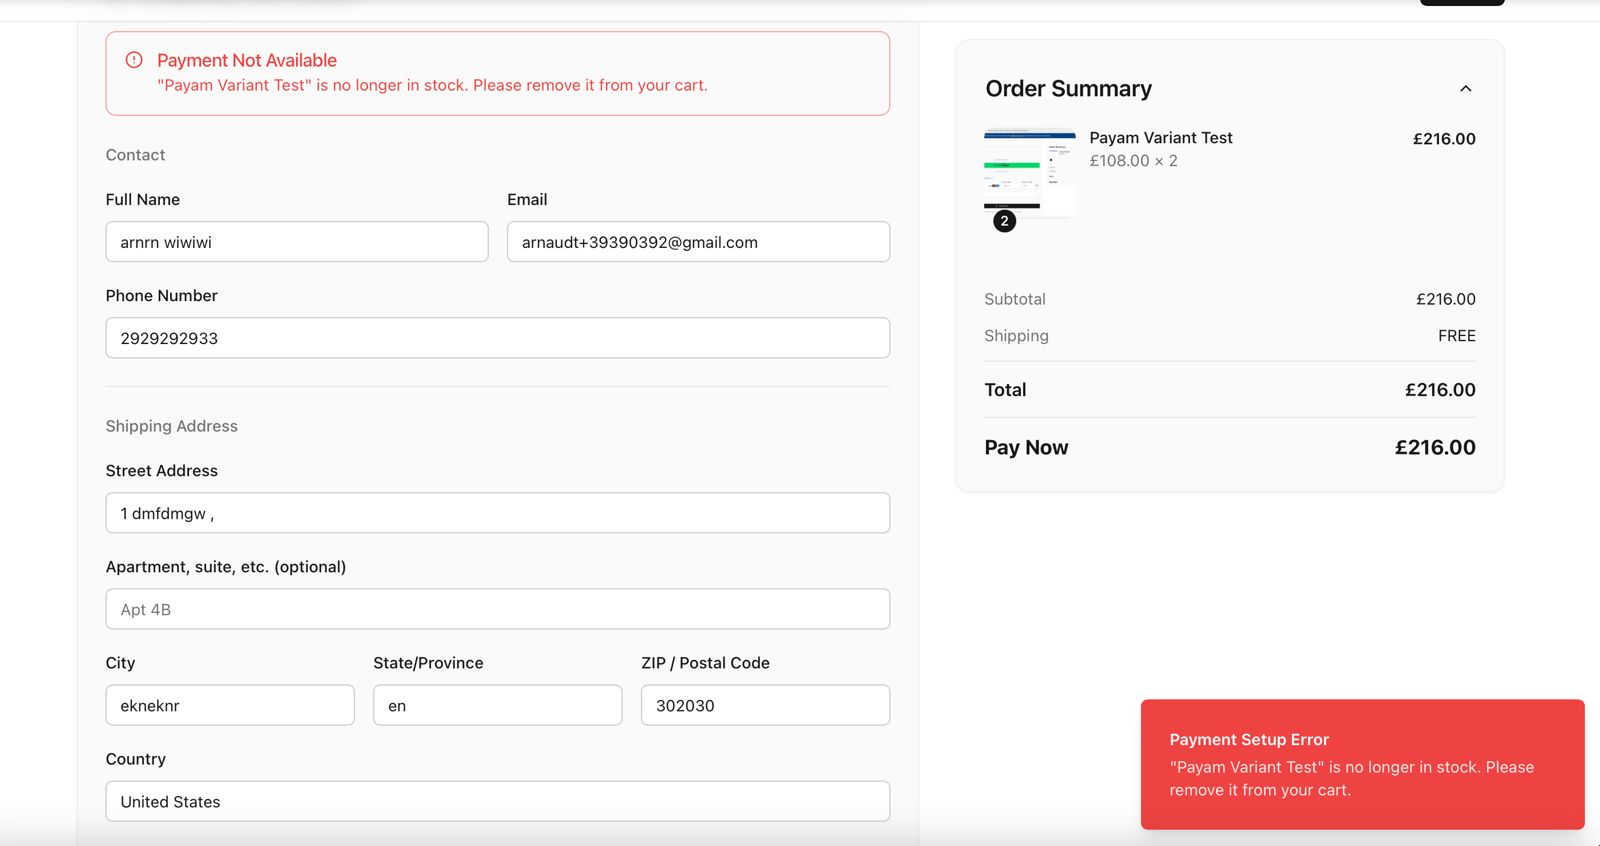 Payment Not Available
"Payam Variant Test" is no longer in stock. Please remove it from your cart.
Contact
Full Name
Email
arnrn wiwiwi
arnaudt+39390392@gmail.com
Phone Number
2929292933
Shipping Address
Street Address
1 dmfdmgw ,
Apartment, suite, etc. (optional)
Apt 4B
City
State/Province
ZIP / Postal Code
ekneknr
en
302030
Country
United States
Order Summary
Payam Variant Test
£216.00
£108.00 × 2
2
Subtotal
£216.00
Shipping
FREE
Total
£216.00
Pay Now
£216.00
Payment Setup Error
"Payam Variant Test" is no longer in stock. Please
remove it from your cart.